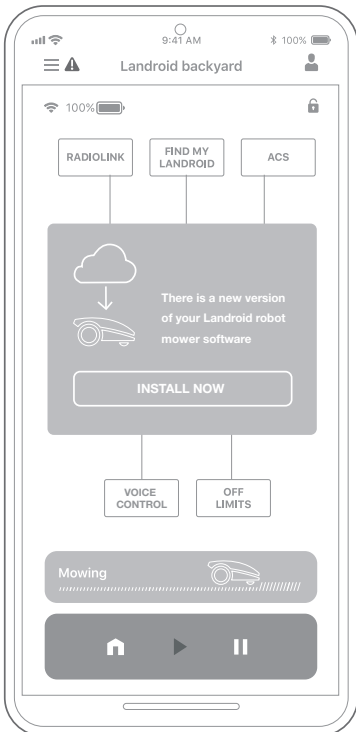 9:41 AM 100%
Landroid backyard
100%
RADIOLINK
FIND MY
LANDROID
ACS
There is a new version
of your Landroid robot
mower software
INSTALL NOW
VOICE
CONTROL
OFF
LIMITS
Mowing